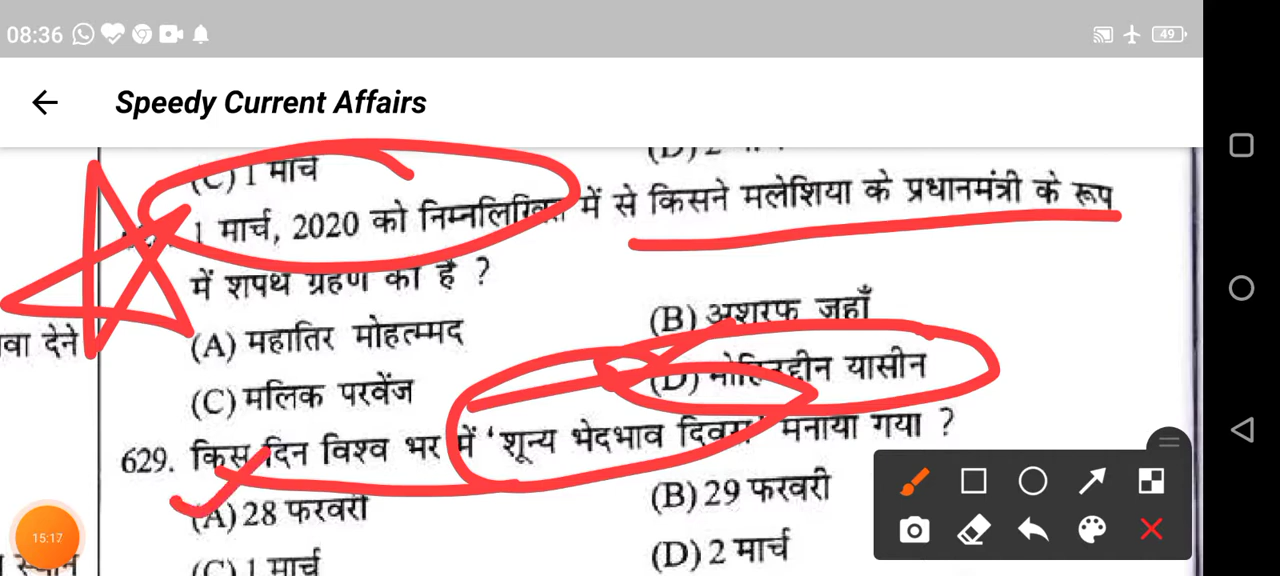 08:36
49
Speedy Current Affairs
(C) 1 मार्च
1 मार्च, 2020 को निम्नलिखित में से किसने मलेशिया के प्रधानमंत्री के रूप
में शपथ ग्रहण की है ?
(A) महातिर मोहत्म्मद (B) अशरफ जहाँ
(C) मलिक परवेंज (D) मोहिउद्दीन यासीन
629. किस दिन विश्व भर में 'शून्य भेदभाव दिवस' मनाया गया ?
(A) 28 फरवरी (B) 29 फरवरी
(C) 1 मार्च (D) 2 मार्च
देने
15:17